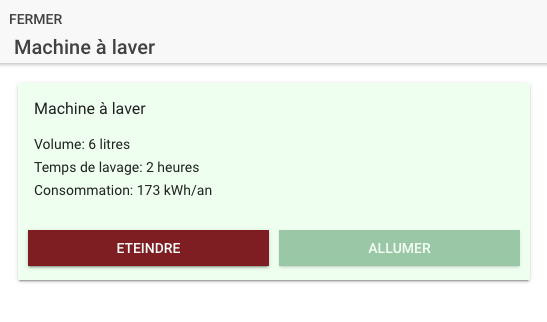 FERMER
Machine à laver
Machine à laver
Volume: 6 litres
Temps de lavage: 2 heures
Consommation: 173 kWh/an
ETEINDRE
ALLUMER